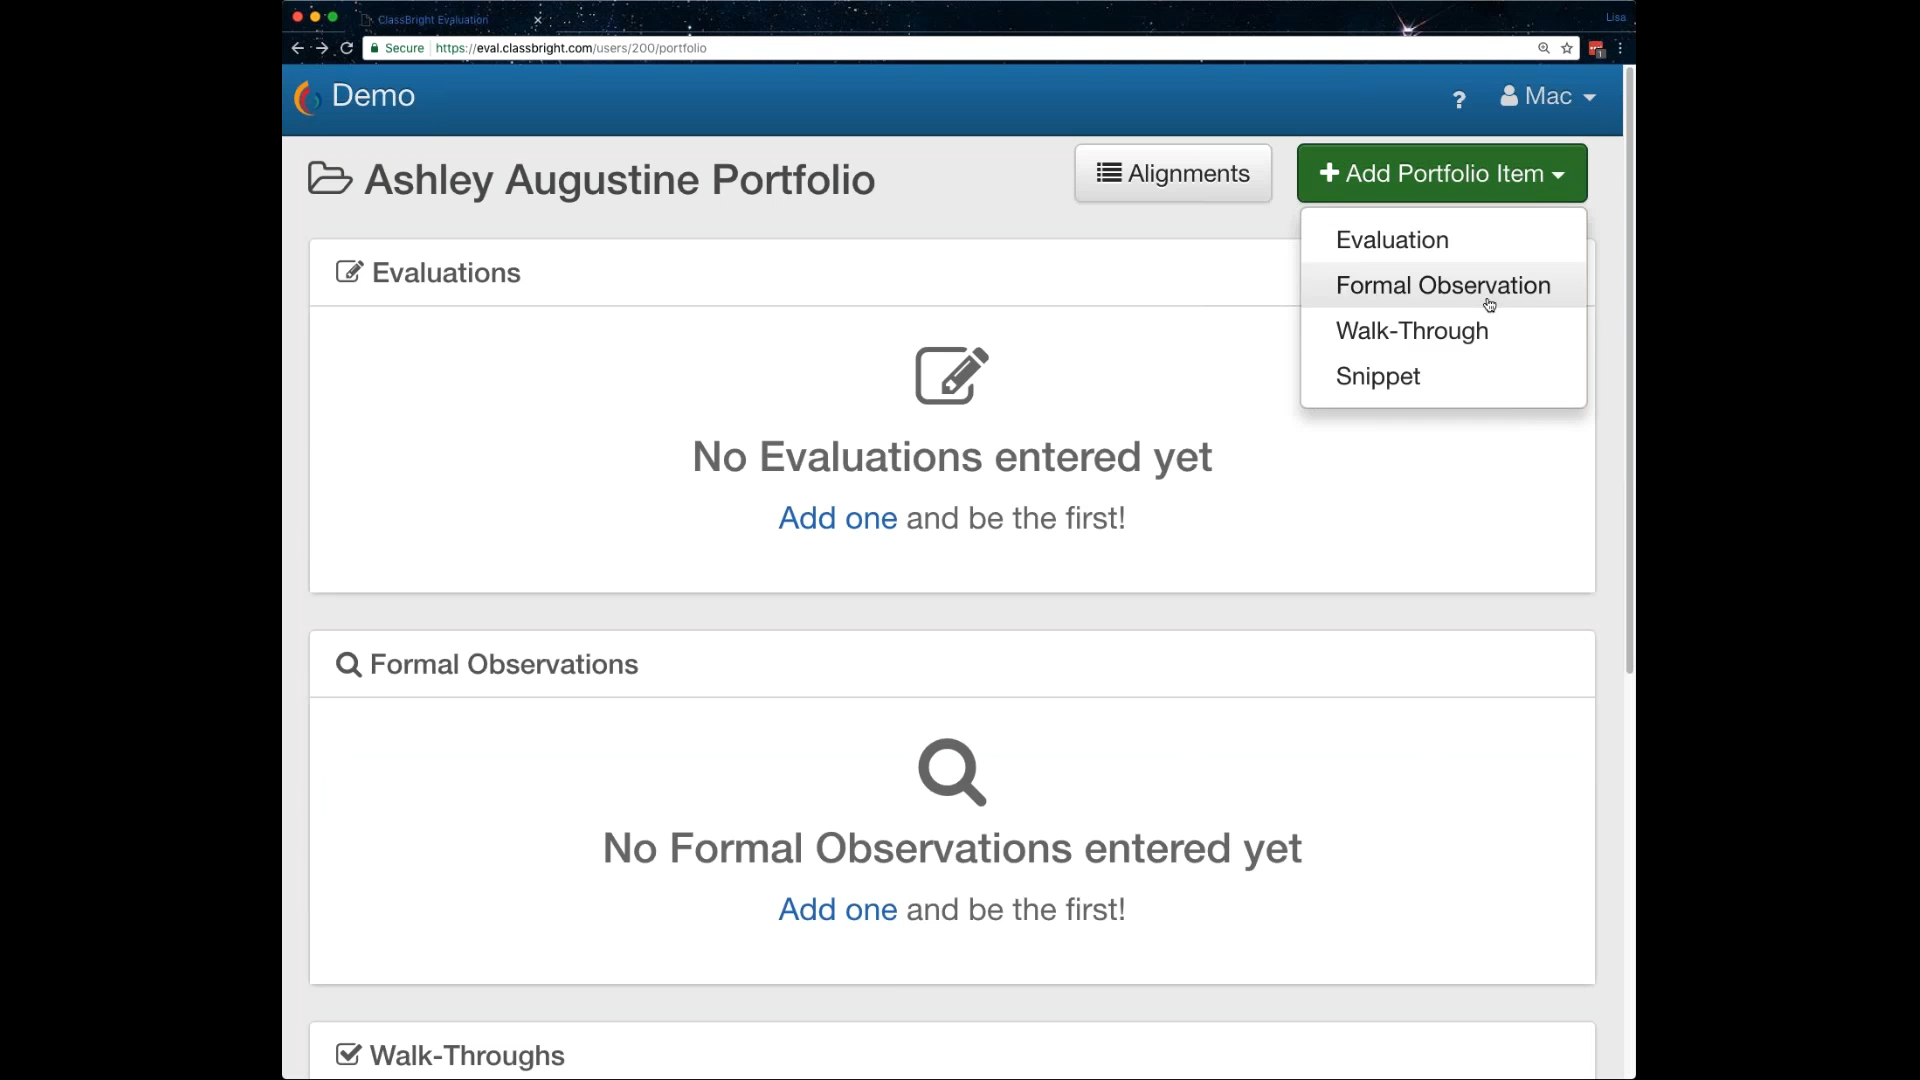 ClassBright Evaluation
Lisa
Secure https://eval.classbright.com/users/200/portfolio
1
Demo
? Mac
Ashley Augustine Portfolio
Alignments
Add Portfolio Item
Evaluation
Formal Observation
Walk-Through
Snippet
Evaluations
No Evaluations entered yet
Add one and be the first!
Formal Observations
No Formal Observations entered yet
Add one and be the first!
Walk-Throughs